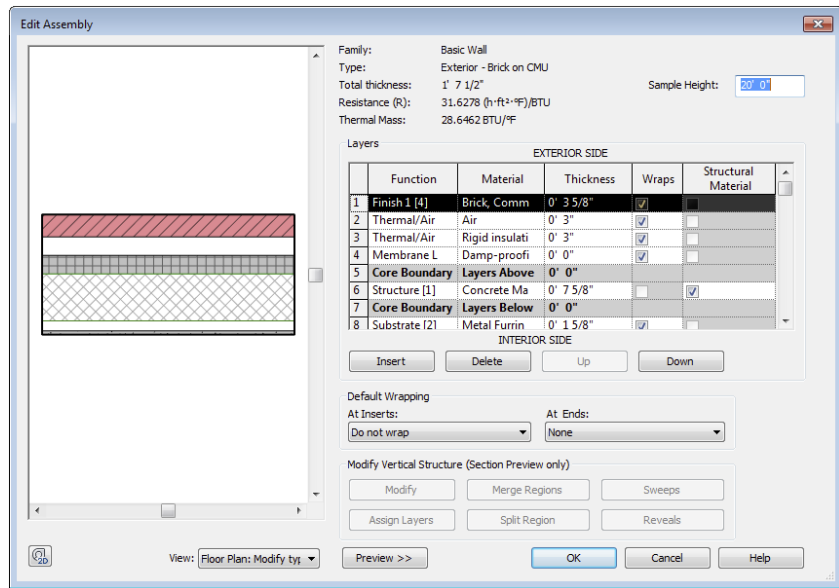 Edit Assembly
Family: Basic Wall
Type: Exterior - Brick on CMU
Total thickness: 1' 7 1/2" Sample Height: 20' 0"
Resistance (R): 31.6278 (h·ft²·°F)/BTU
Thermal Mass: 28.6462 BTU/°F
Layers
EXTERIOR SIDE
Function Material Thickness Wraps Structural Material
1 Finish 1 [4] Brick, Comm 0' 3 5/8"
2 Thermal/Air Air 0' 3"
3 Thermal/Air Rigid insulati 0' 3"
4 Membrane L Damp-proofi 0' 0"
5 Core Boundary Layers Above 0' 0"
6 Structure [1] Concrete Ma 0' 7 5/8"
7 Core Boundary Layers Below 0' 0"
8 Substrate [2] Metal Furrin 0' 1 5/8"
INTERIOR SIDE
Insert Delete Up Down
Default Wrapping
At Inserts: At Ends:
Do not wrap None
Modify Vertical Structure (Section Preview only)
Modify Merge Regions Sweeps
Assign Layers Split Region Reveals
2D View: Floor Plan: Modify typ Preview >> OK Cancel Help